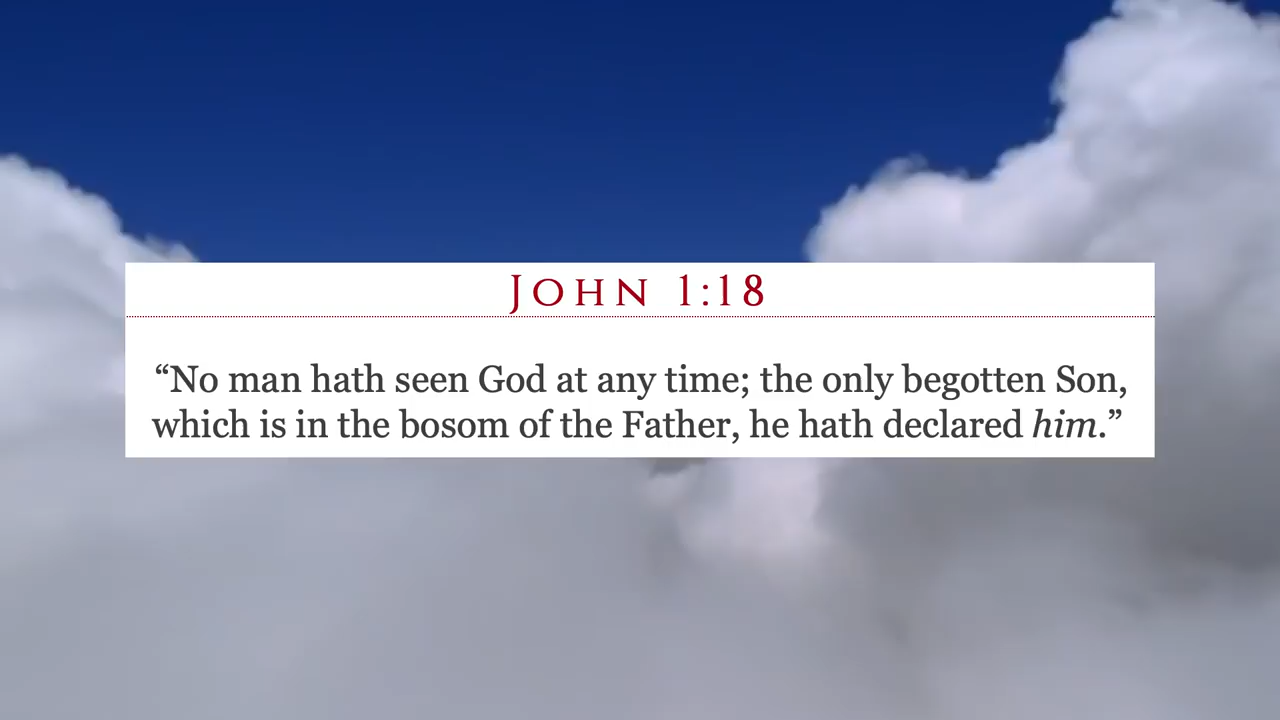 John 1:18
“No man hath seen God at any time; the only begotten Son,
which is in the bosom of the Father, he hath declared him.”